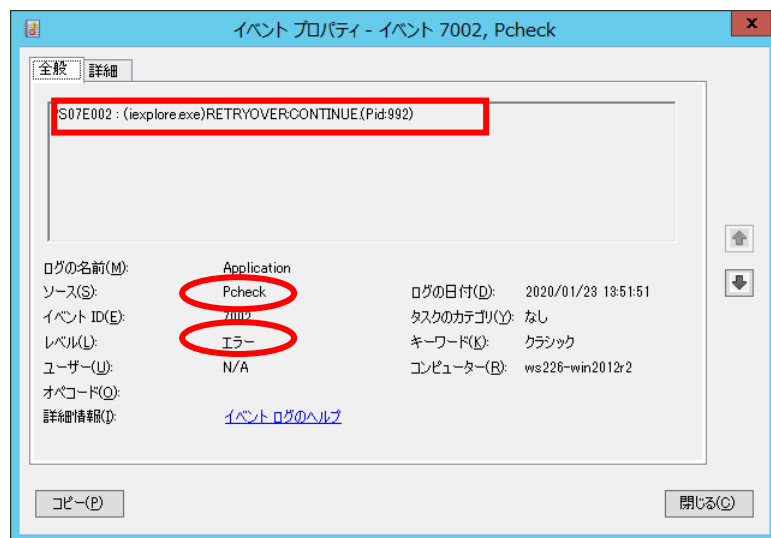 イベント プロパティ - イベント 7002, Pcheck
x
全般 詳細
PS07E002 : (iexplore.exe)RETRYOVER:CONTINUE.(Pid:992)
ログの名前(M): Application
ソース(S): Pcheck ログの日付(D): 2020/01/23 13:51:51
イベント ID(E): 7002 タスクのカテゴリ(Y): なし
レベル(L): エラー キーワード(K): クラシック
ユーザー(U): N/A コンピューター(R): ws226-win2012r2
オペコード(O):
詳細情報(I): イベント ログのヘルプ
コピー(P) 閉じる(C)